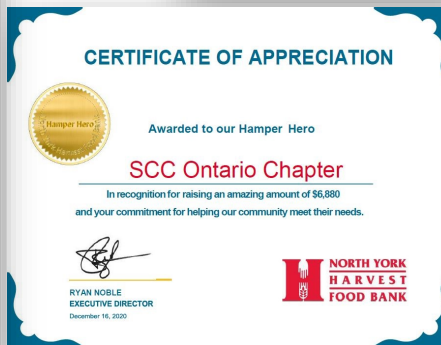 CERTIFICATE OF APPRECIATION
Hamper Hero
Awarded to our Hamper Hero
SCC Ontario Chapter
In recognition for raising an amazing amount of $6,880
and your commitment for helping our community meet their needs.
RYAN NOBLE
EXECUTIVE DIRECTOR
December 16, 2020
NORTH YORK
HARVEST
FOOD BANK